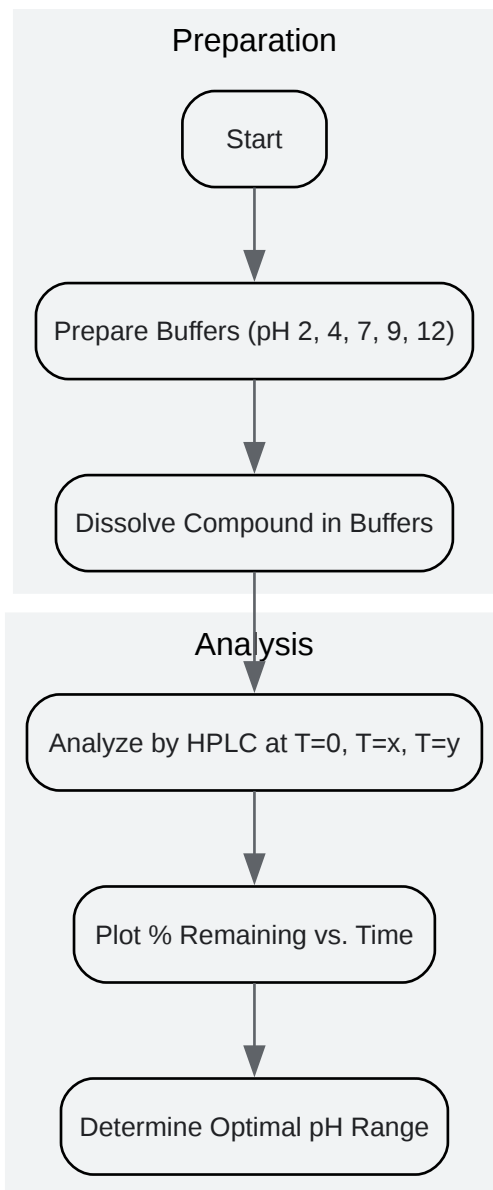 Preparation
Start
Prepare Buffers (pH 2, 4, 7, 9, 12)
Dissolve Compound in Buffers
Analysis
Analyze by HPLC at T=0, T=x, T=y
Plot % Remaining vs. Time
Determine Optimal pH Range